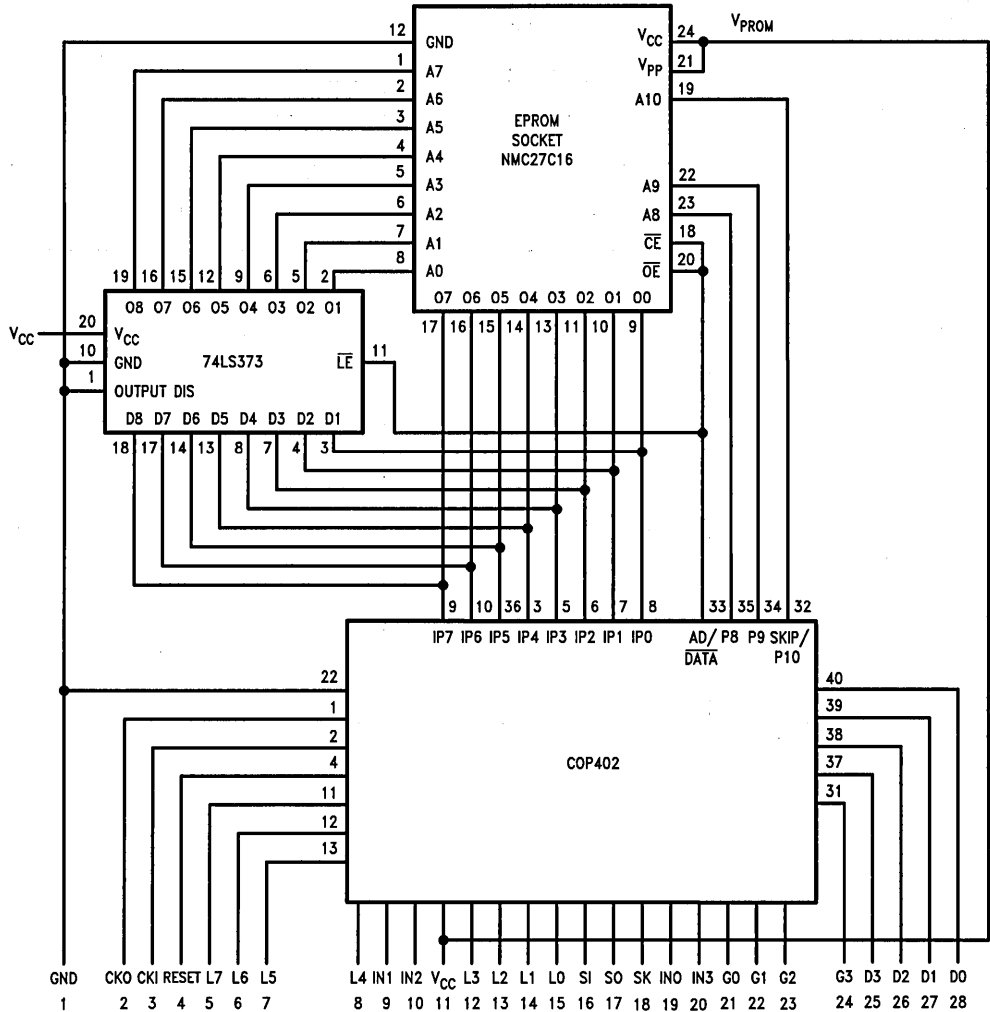 12 GND VCC 24 VPROM
1 A7 VPP 21
2 A6 A10 19
3 A5
EPROM
SOCKET
NMC27C16
4 A4
5 A3 A9 22
6 A2 A8 23
7 A1 CE 18
8 A0 OE 20
O7 O6 O5 O4 O3 O2 O1 O0
17 16 15 14 13 11 10 9
19 16 15 12 9 6 5 2
O8 O7 O6 O5 O4 O3 O2 O1
VCC 20 VCC
10 GND 74LS373 LE 11
1 OUTPUT DIS
D8 D7 D6 D5 D4 D3 D2 D1
18 17 14 13 8 7 4 3
9 10 36 3 5 6 7 8 33 35 34 32
IP7 IP6 IP5 IP4 IP3 IP2 IP1 IP0 AD/ P8 P9 SKIP/
DATA P10
22 40
1 39
2 38
4 37
11 31
12
13
COP402
GND CKO CKI RESET L7 L6 L5 L4 IN1 IN2 VCC L3 L2 L1 L0 SI SO SK IN0 IN3 G0 G1 G2 G3 D3 D2 D1 D0
1 2 3 4 5 6 7 8 9 10 11 12 13 14 15 16 17 18 19 20 21 22 23 24 25 26 27 28